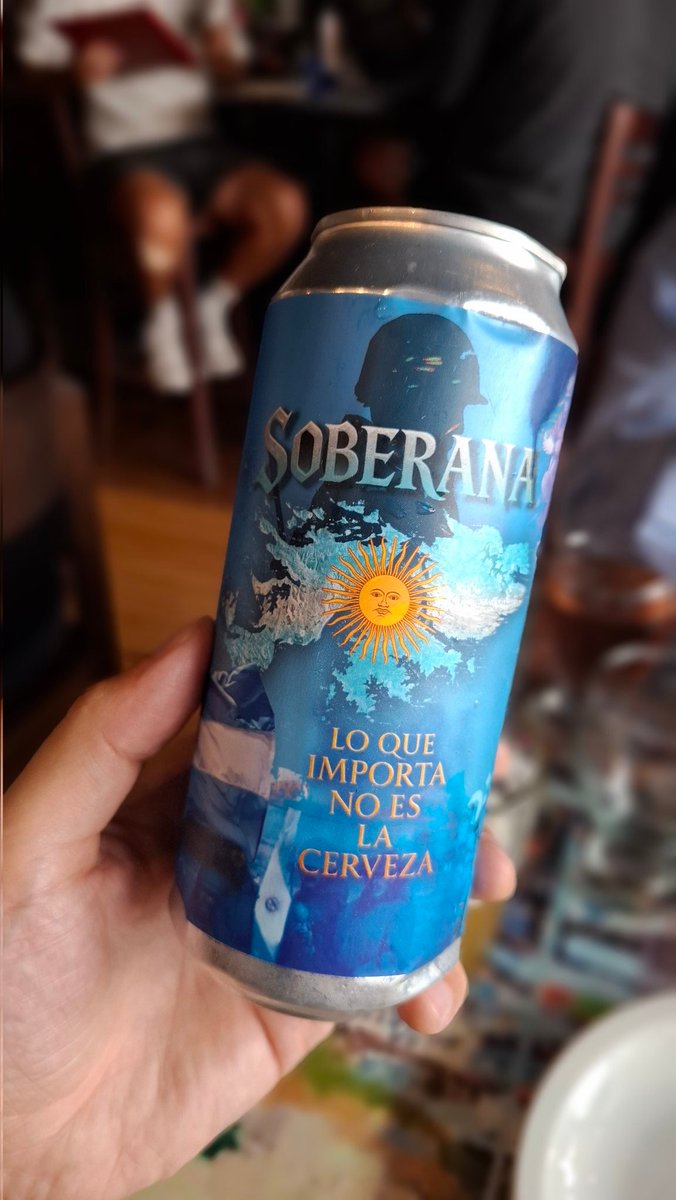 SOBERANA
LO QUE
IMPORTA
NO ES
LA
CERVEZA